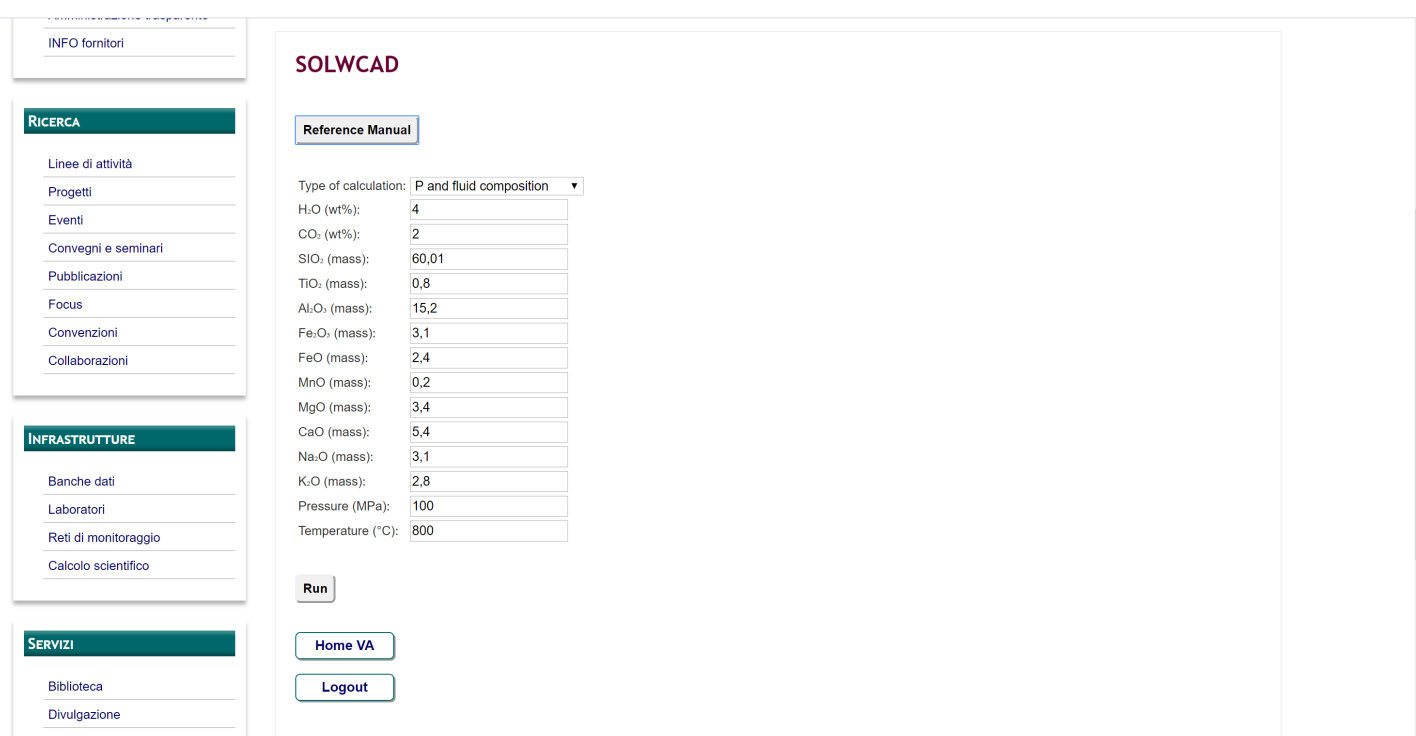 Amministrazione trasparente
INFO fornitori
RICERCA
Linee di attività
Progetti
Eventi
Convegni e seminari
Pubblicazioni
Focus
Convenzioni
Collaborazioni
INFRASTRUTTURE
Banche dati
Laboratori
Reti di monitoraggio
Calcolo scientifico
SERVIZI
Biblioteca
Divulgazione
SOLWCAD
Reference Manual
Type of calculation: P and fluid composition
H₂O (wt%): 4
CO₂ (wt%): 2
SIO₂ (mass): 60,01
TiO₂ (mass): 0,8
Al₂O₃ (mass): 15,2
Fe₂O₃ (mass): 3,1
FeO (mass): 2,4
MnO (mass): 0,2
MgO (mass): 3,4
CaO (mass): 5,4
Na₂O (mass): 3,1
K₂O (mass): 2,8
Pressure (MPa): 100
Temperature (°C): 800
Run
Home VA
Logout